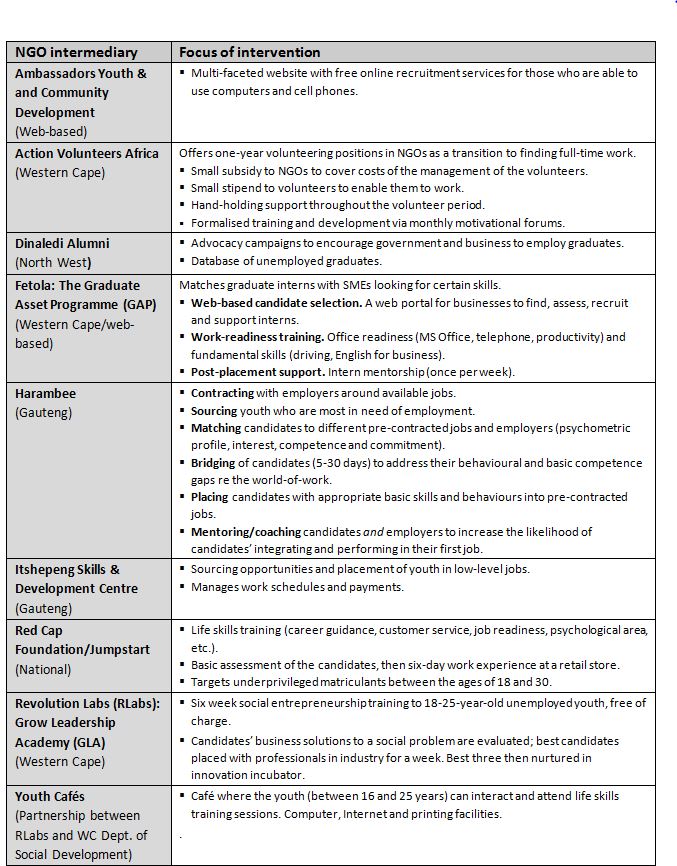 NGO intermediary
Focus of intervention
Ambassadors Youth &
and Community
Development
(Web-based)
▪ Multi-faceted website with free online recruitment services for those who are able to
use computers and cell phones.
Action Volunteers Africa
(Western Cape)
Offers one-year volunteering positions in NGOs as a transition to finding full-time work.
▪ Small subsidy to NGOs to cover costs of the management of the volunteers.
▪ Small stipend to volunteers to enable them to work.
▪ Hand-holding support throughout the volunteer period.
▪ Formalised training and development via monthly motivational forums.
Dinaledi Alumni
(North West)
▪ Advocacy campaigns to encourage government and business to employ graduates.
▪ Database of unemployed graduates.
Fetola: The Graduate
Asset Programme (GAP)
(Western Cape/web-
based)
Matches graduate interns with SMEs looking for certain skills.
▪ Web-based candidate selection. A web portal for businesses to find, assess, recruit
and support interns.
▪ Work-readiness training. Office readiness (MS Office, telephone, productivity) and
fundamental skills (driving, English for business).
▪ Post-placement support. Intern mentorship (once per week).
Harambee
(Gauteng)
▪ Contracting with employers around available jobs.
▪ Sourcing youth who are most in need of employment.
▪ Matching candidates to different pre-contracted jobs and employers (psychometric
profile, interest, competence and commitment).
▪ Bridging of candidates (5-30 days) to address their behavioural and basic competence
gaps re the world-of-work.
▪ Placing candidates with appropriate basic skills and behaviours into pre-contracted
jobs.
▪ Mentoring/coaching candidates and employers to increase the likelihood of
candidates' integrating and performing in their first job.
Itshepeng Skills &
Development Centre
(Gauteng)
▪ Sourcing opportunities and placement of youth in low-level jobs.
▪ Manages work schedules and payments.
Red Cap
Foundation/Jumpstart
(National)
▪ Life skills training (career guidance, customer service, job readiness, psychological area,
etc.).
▪ Basic assessment of the candidates, then six-day work experience at a retail store.
▪ Targets underprivileged matriculants between the ages of 18 and 30.
Revolution Labs (RLabs):
Grow Leadership
Academy (GLA)
(Western Cape)
▪ Six week social entrepreneurship training to 18-25-year-old unemployed youth, free of
charge.
▪ Candidates' business solutions to a social problem are evaluated; best candidates
placed with professionals in industry for a week. Best three then nurtured in
innovation incubator.
Youth Cafés
(Partnership between
RLabs and WC Dept. of
Social Development)
▪ Café where the youth (between 16 and 25 years) can interact and attend life skills
training sessions. Computer, Internet and printing facilities.
.